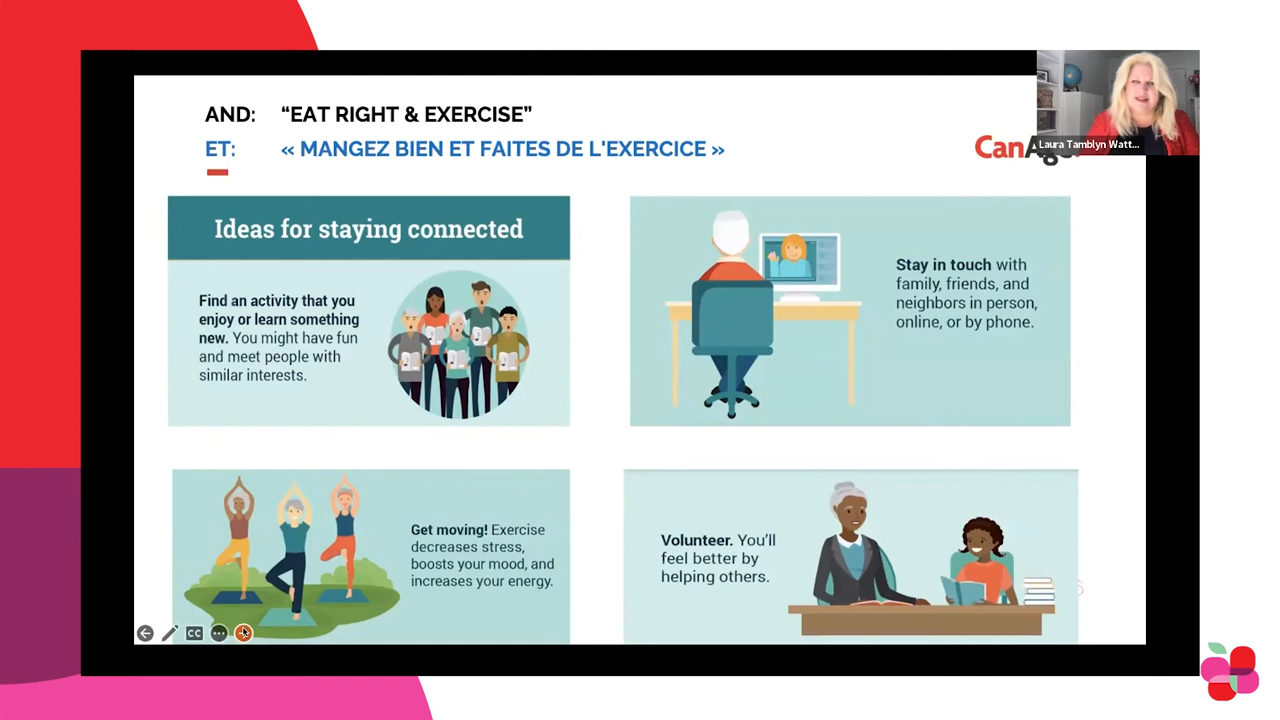 AND: “EAT RIGHT & EXERCISE”
ET: « MANGEZ BIEN ET FAITES DE L'EXERCICE »
Laura Tamblyn Watt...
Ideas for staying connected
Find an activity that you
enjoy or learn something
new. You might have fun
and meet people with
similar interests.
Stay in touch with
family, friends, and
neighbors in person,
online, or by phone.
Get moving! Exercise
decreases stress,
boosts your mood, and
increases your energy.
Volunteer. You’ll
feel better by
helping others.
CC